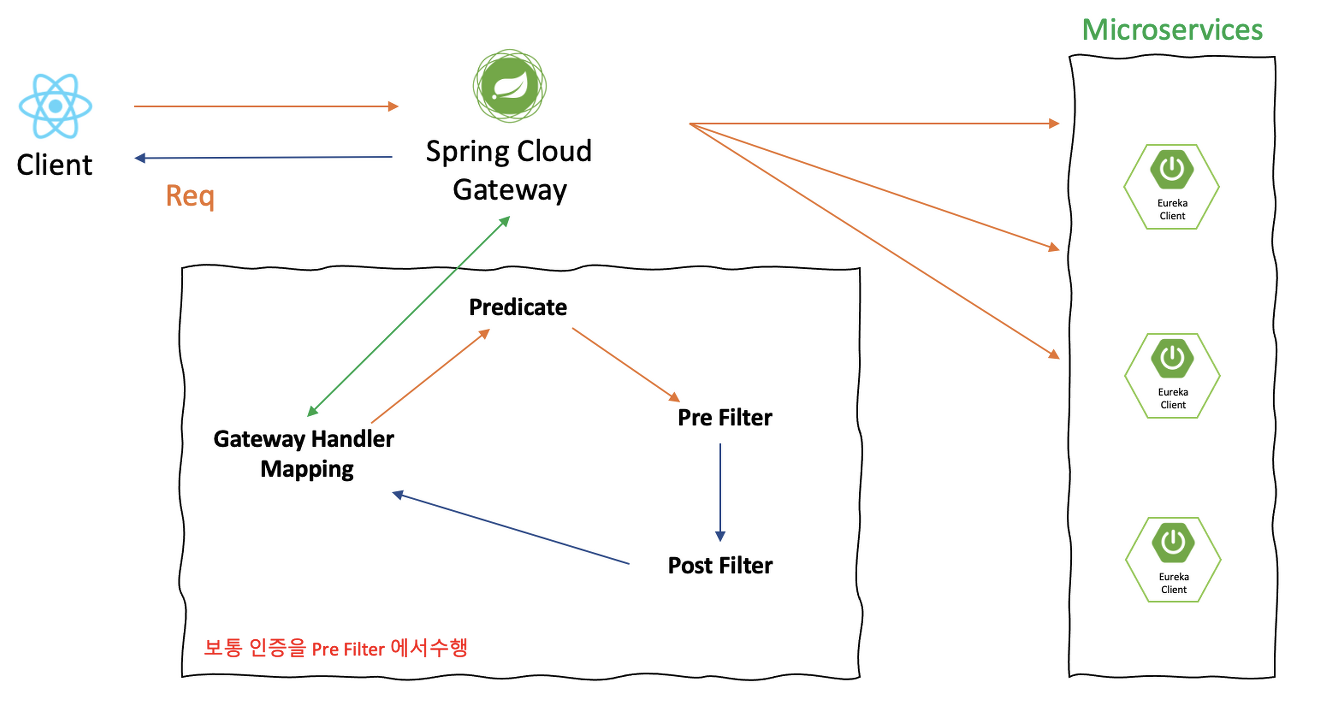 Microservices
Client
Req
Spring Cloud
Gateway
Predicate
Pre Filter
Gateway Handler
Mapping
Post Filter
보통 인증을 Pre Filter 에서수행
Eureka
Client
Eureka
Client
Eureka
Client